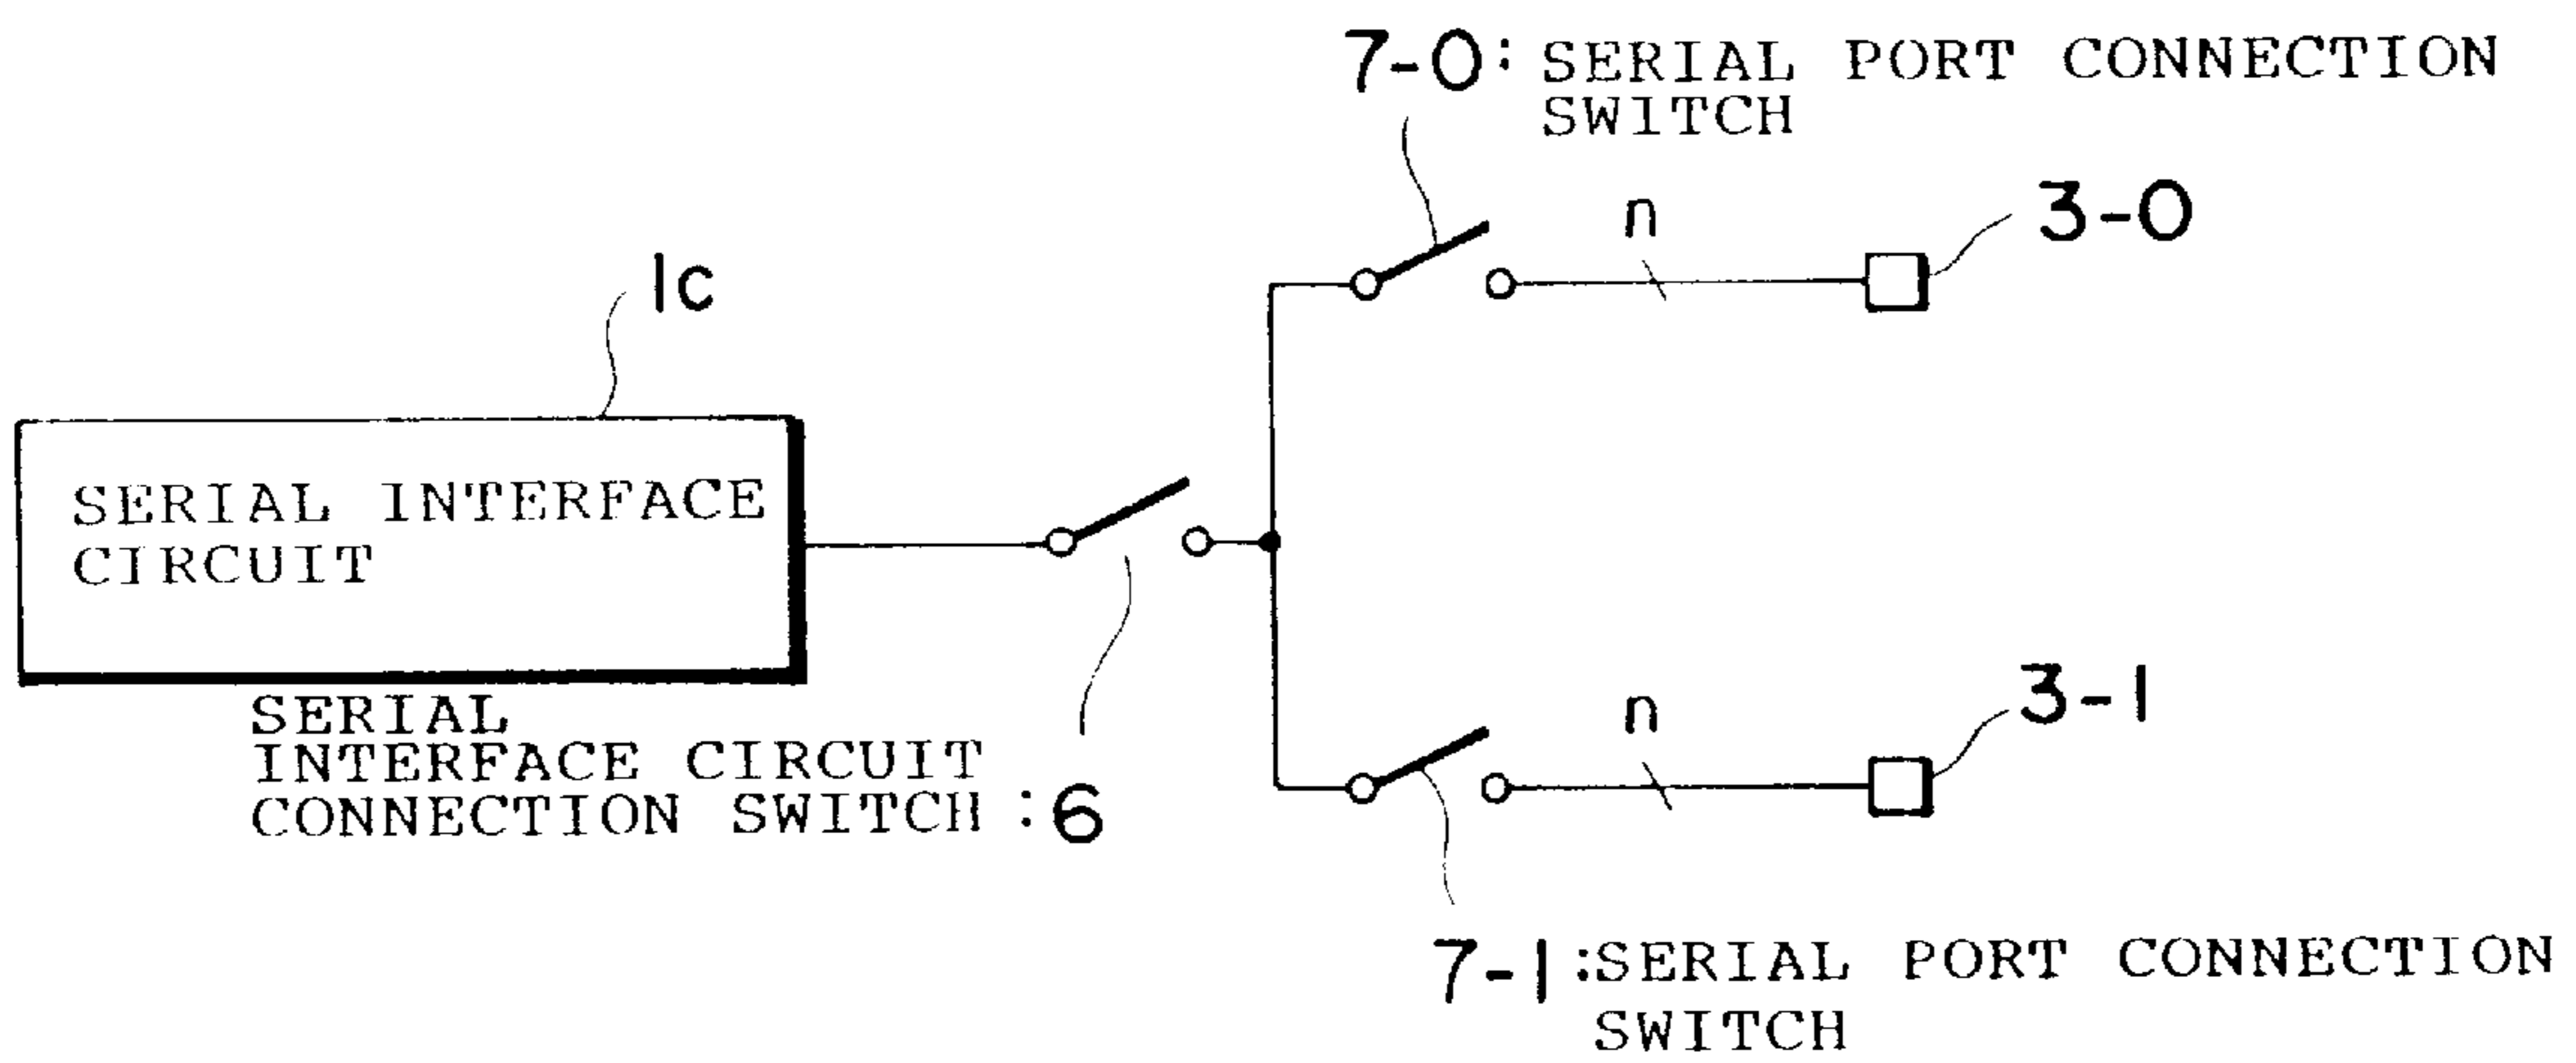 7-0: SERIAL PORT CONNECTION
SWITCH
n
3-0
1c
SERIAL INTERFACE
CIRCUIT
SERIAL
INTERFACE CIRCUIT
CONNECTION SWITCH :6
n
3-1
7-1:SERIAL PORT CONNECTION
SWITCH